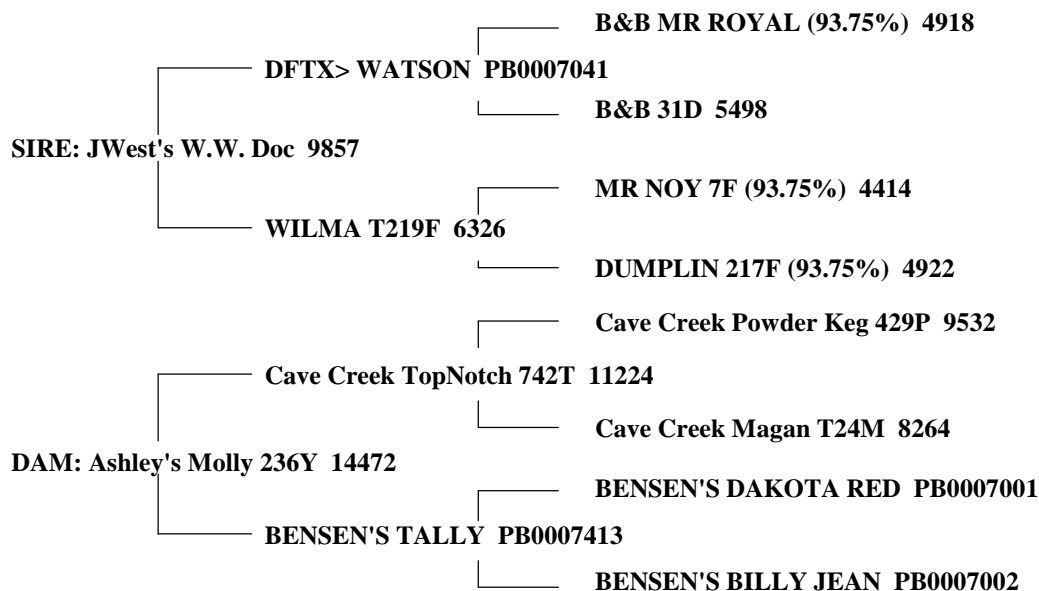 B&B MR ROYAL (93.75%) 4918
DFTX> WATSON PB0007041
B&B 31D 5498
SIRE: JWest's W.W. Doc 9857
MR NOY 7F (93.75%) 4414
WILMA T219F 6326
DUMPLIN 217F (93.75%) 4922
Cave Creek Powder Keg 429P 9532
Cave Creek TopNotch 742T 11224
Cave Creek Magan T24M 8264
DAM: Ashley's Molly 236Y 14472
BENSEN'S DAKOTA RED PB0007001
BENSEN'S TALLY PB0007413
BENSEN'S BILLY JEAN PB0007002